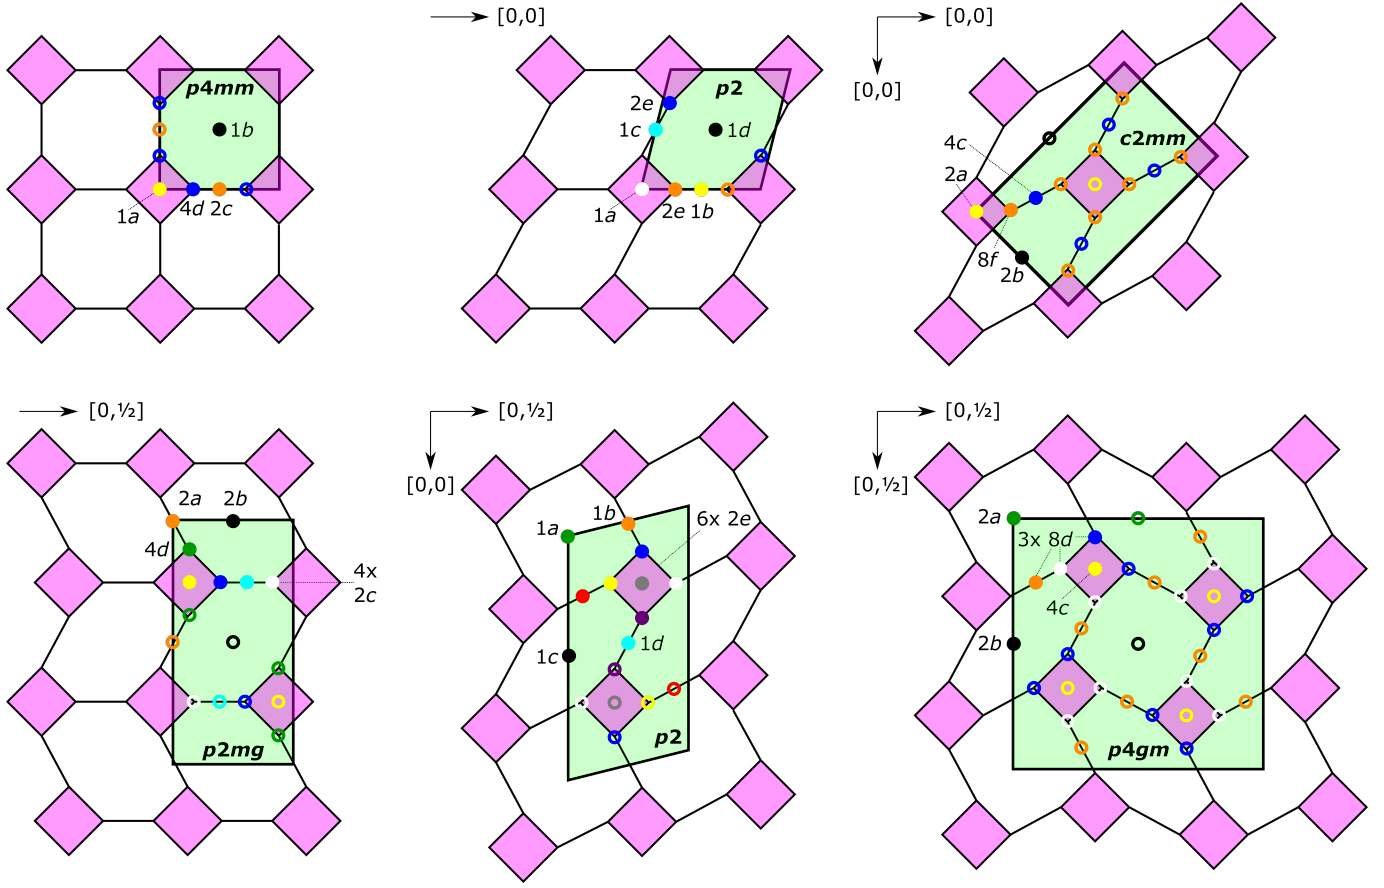 p4mm
1b
1a
4d 2c
[0,0]
p2
2e
1c
1d
1a
2e 1b
[0,0]
[0,0]
c2mm
4c
2a
8f
2b
[0,½]
2a 2b
4d
4x
2c
p2mg
[0,½]
[0,0]
1a
1b
6x 2e
1d
1c
p2
[0,½]
[0,½]
2a
3x 8d
4c
2b
p4gm